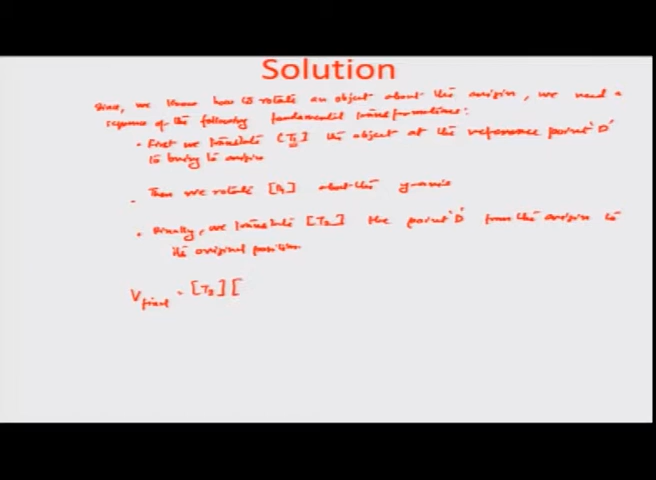 Solution
Since, we know how to rotate an object about the origin, we need a
sequence of the following fundamental transformations:
• First we translate [T1] the object at the reference point 'D'
to bring to origin
• Then we rotate [R] about the y-axis
• Finally, we translate [T2] the point 'D' from the origin to
its original position
Vfinal = [T2][